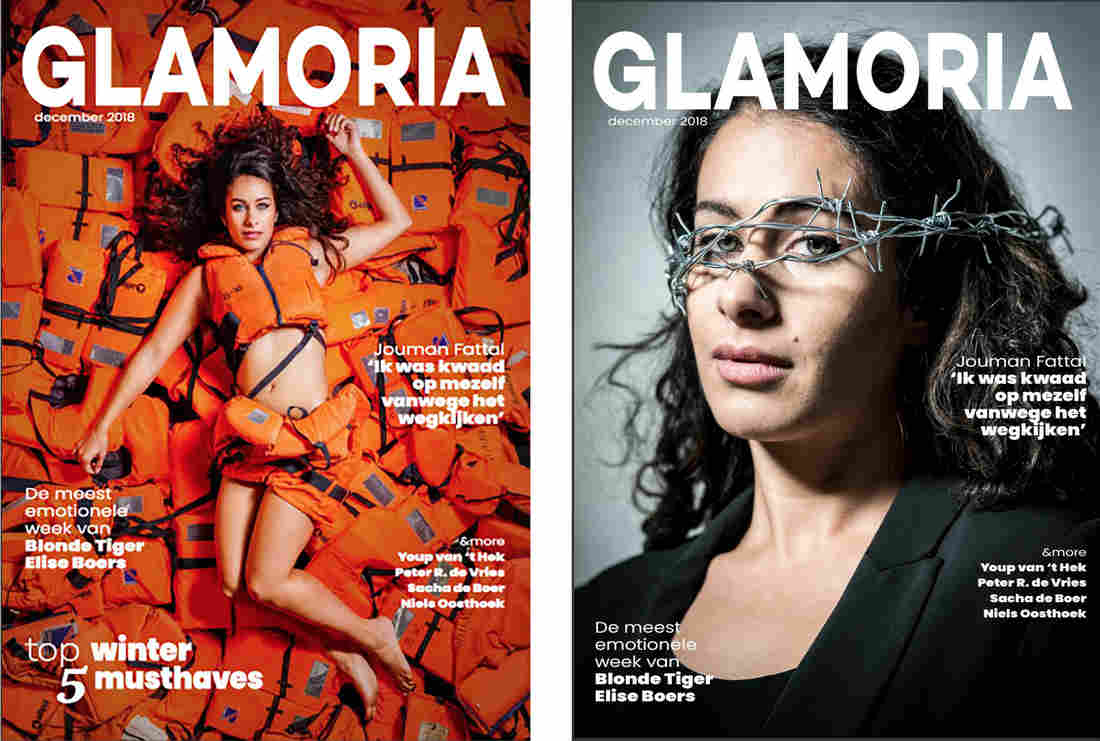 GLAMORIA
december 2018
Jouman Fattal
‘Ik was kwaad
op mezelf
vanwege het
wegkijken’
De meest
emotionele
week van
Blonde Tiger
Elise Boers
&more
Youp van ‘t Hek
Peter R. de Vries
Sacha de Boer
Niels Oosthoek
top 5 winter
musthaves
GLAMORIA
december 2018
Jouman Fattal
‘Ik was kwaad
op mezelf
vanwege het
wegkijken’
&more
Youp van ‘t Hek
Peter R. de Vries
Sacha de Boer
Niels Oosthoek
De meest
emotionele
week van
Blonde Tiger
Elise Boers